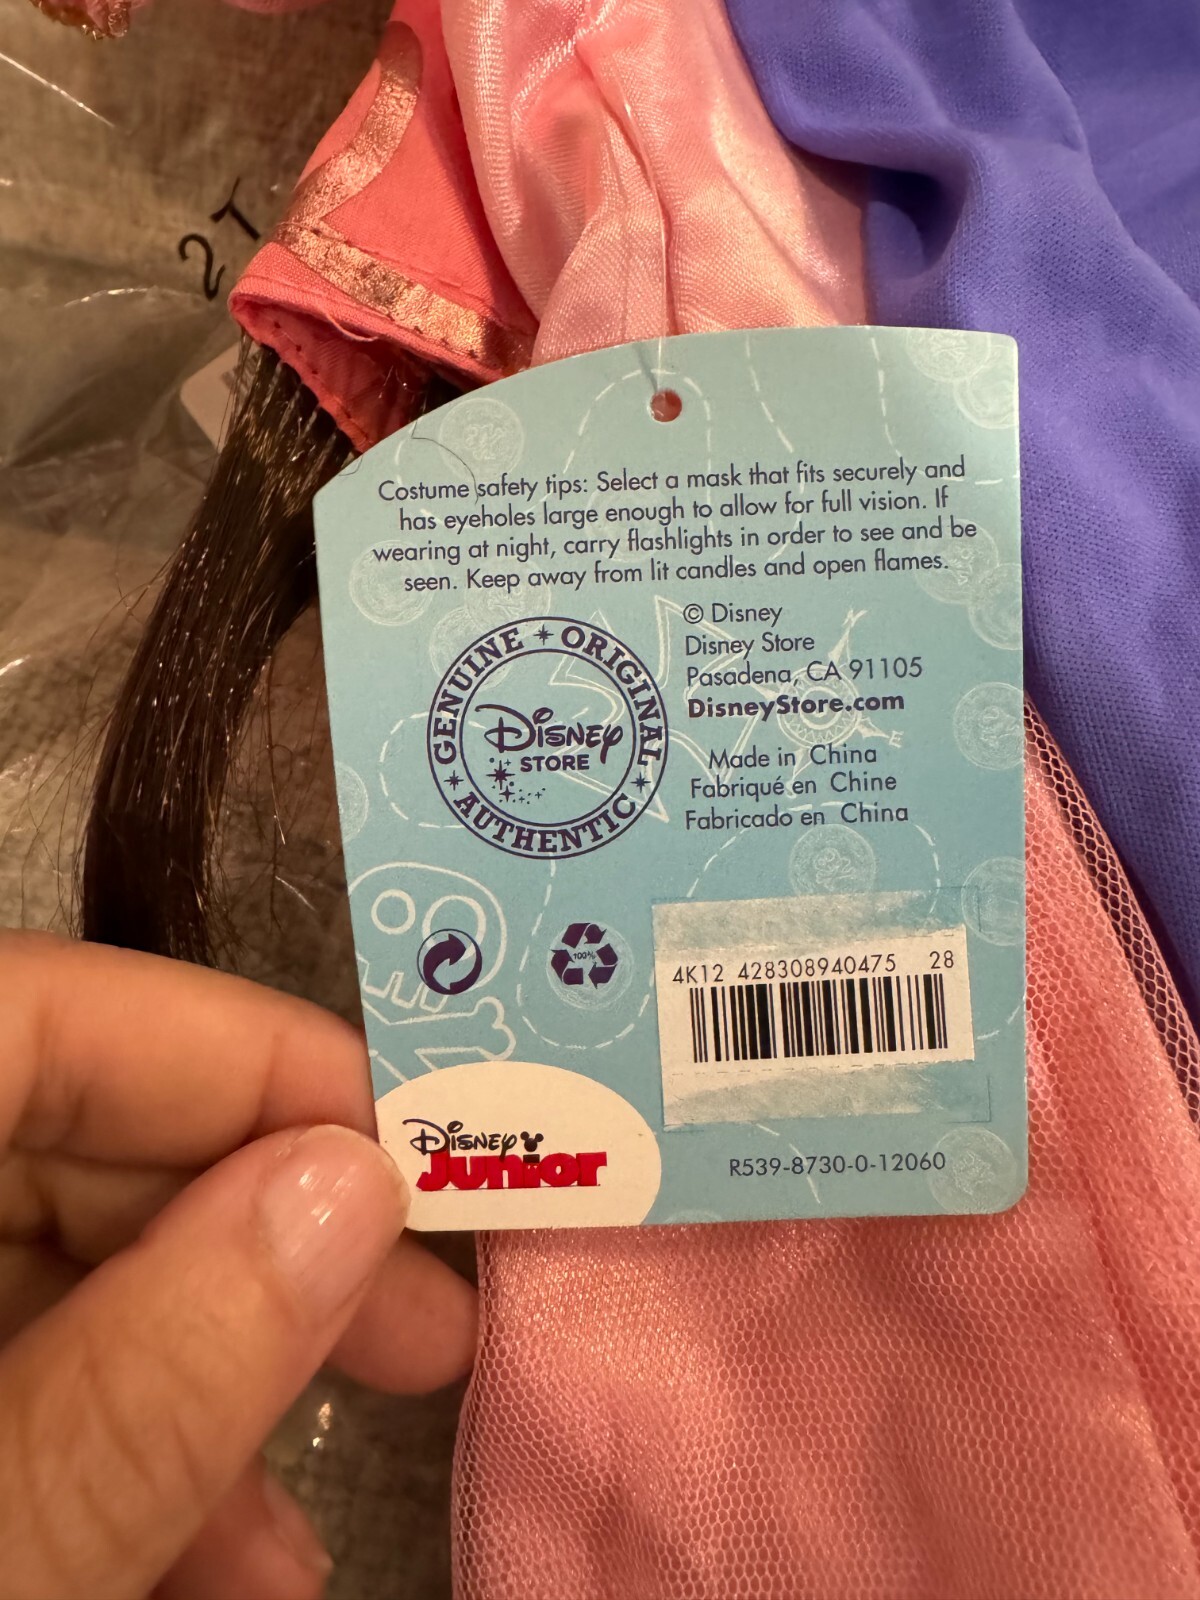 2T
Costume safety tips: Select a mask that fits securely and
has eyeholes large enough to allow for full vision. If
wearing at night, carry flashlights in order to see and be
seen. Keep away from lit candles and open flames.
GENUINE ORIGINAL
AUTHENTIC
Disney
STORE
© Disney
Disney Store
Pasadena, CA 91105
DisneyStore.com
Made in China
Fabriqué en Chine
Fabricado en China
E
100%
4K12 428308940475 28
Disney
Junior
R539-8730-0-12060